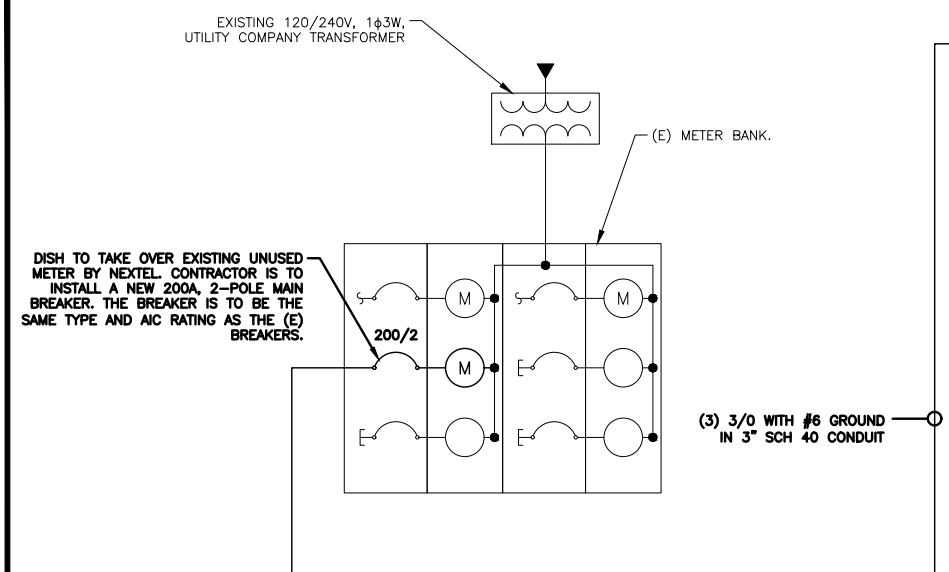 EXISTING 120/240V, 1ϕ3W,
UTILITY COMPANY TRANSFORMER
(E) METER BANK.
DISH TO TAKE OVER EXISTING UNUSED
METER BY NEXTEL. CONTRACTOR IS TO
INSTALL A NEW 200A, 2-POLE MAIN
BREAKER. THE BREAKER IS TO BE THE
SAME TYPE AND AIC RATING AS THE (E)
BREAKERS.
M
M
200/2
M
(3) 3/0 WITH #6 GROUND
IN 3" SCH 40 CONDUIT